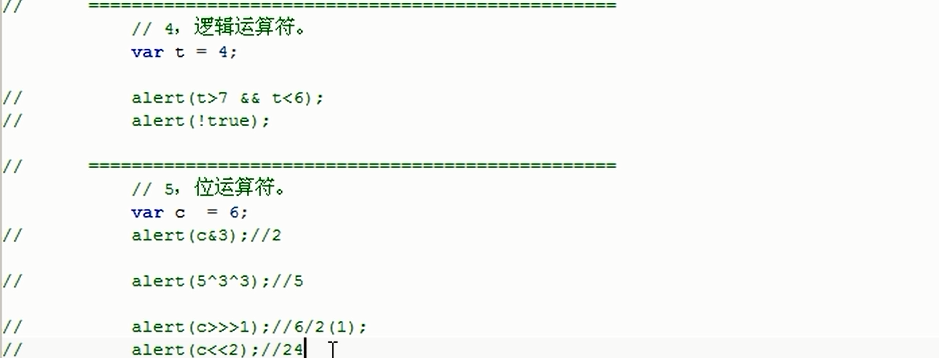 // =================================================
// 4，逻辑运算符。
var t = 4;
// alert(t>7 && t<6);
// alert(!true);
// =================================================
// 5，位运算符。
var c  = 6;
// alert(c&3);//2
// alert(5^3^3);//5
// alert(c>>>1);//6/2(1);
// alert(c<<2);//24